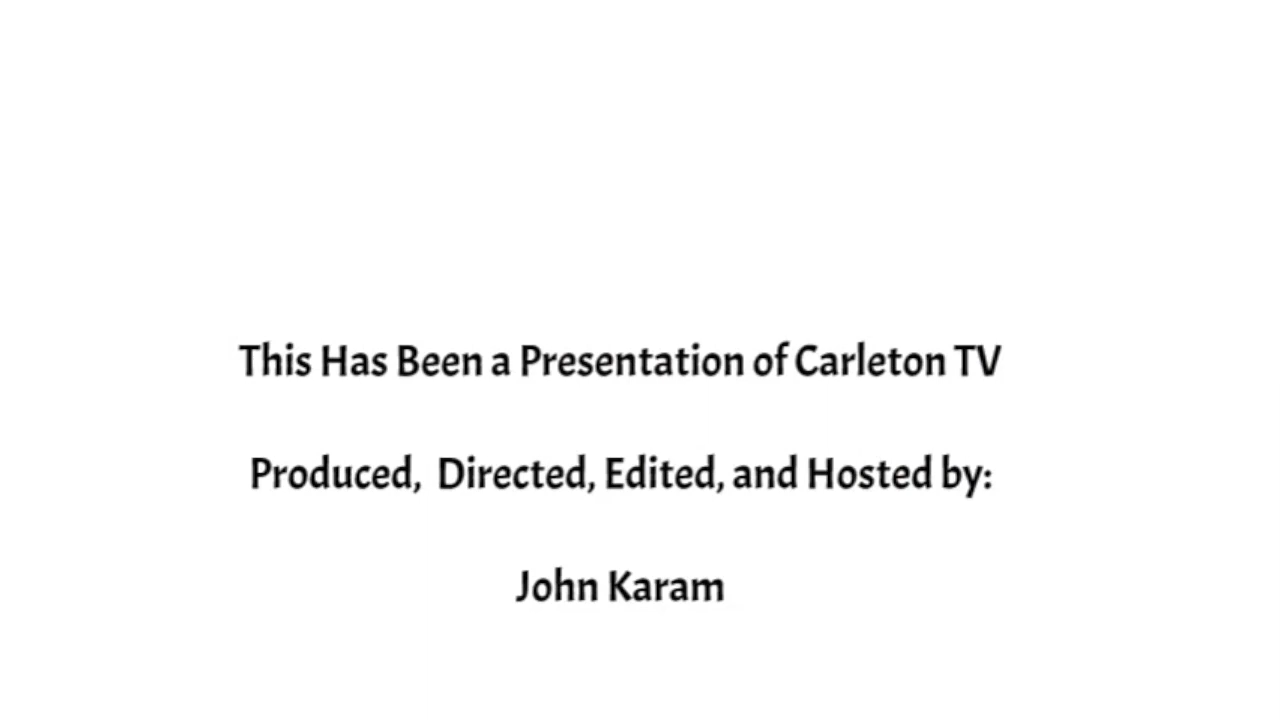 This Has Been a Presentation of Carleton TV
Produced,  Directed, Edited, and Hosted by:
John Karam